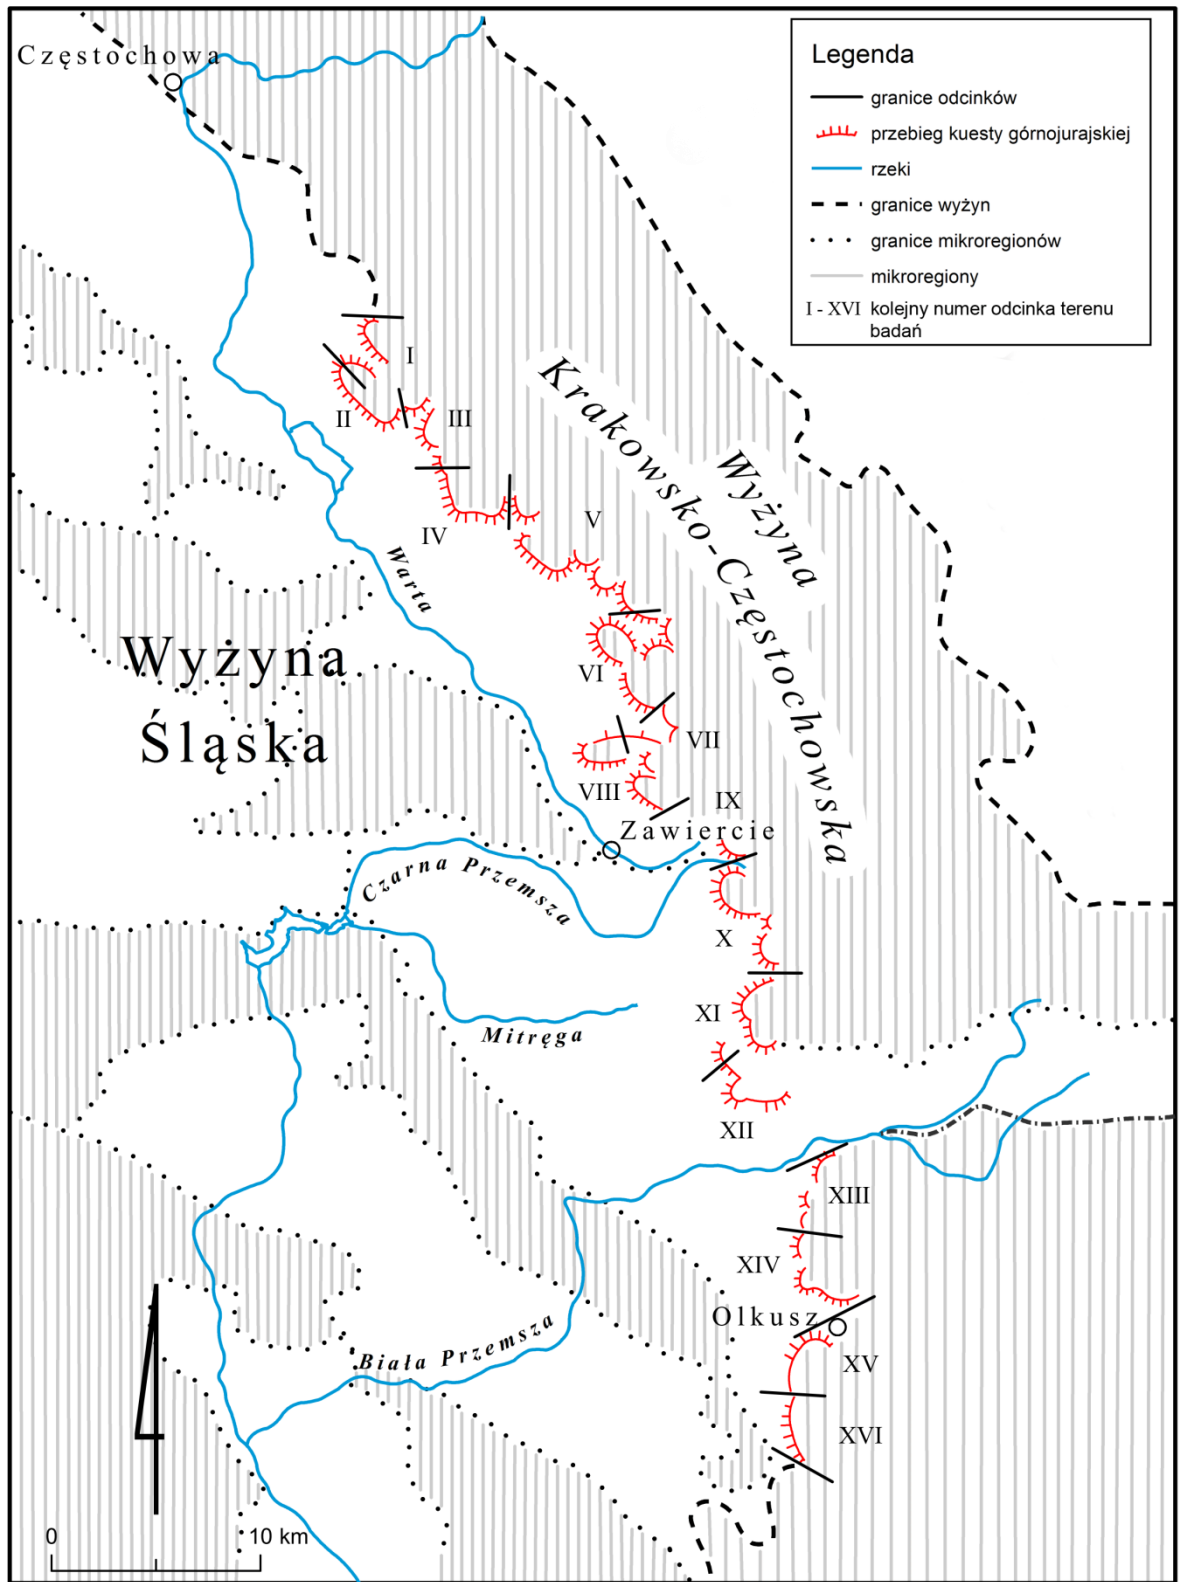 Częstochowa
Legenda
granice odcinków
przebieg kuesty górnojurajskiej
rzeki
granice wyżyn
granice mikroregionów
mikroregiony
I - XVI kolejny numer odcinka terenu
badań
I
II
III
IV
V
Wyżyna
Krakowsko-Częstochowska
Warta
Wyżyna
Śląska
VI
VII
VIII
IX
Zawiercie
Czarna Przemsza
X
XI
Mitręga
XII
XIII
XIV
Olkusz
Biała Przemsza
XV
XVI
0 10 km